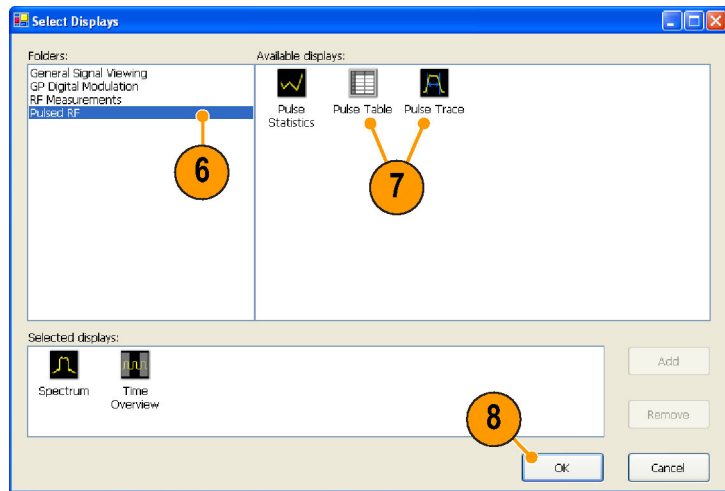 Select Displays
Folders:
General Signal Viewing
GP Digital Modulation
RF Measurements
Pulsed RF
6
Available displays:
Pulse
Statistics
Pulse Table
Pulse Trace
7
Selected displays:
Spectrum
Time
Overview
Add
Remove
8
OK
Cancel